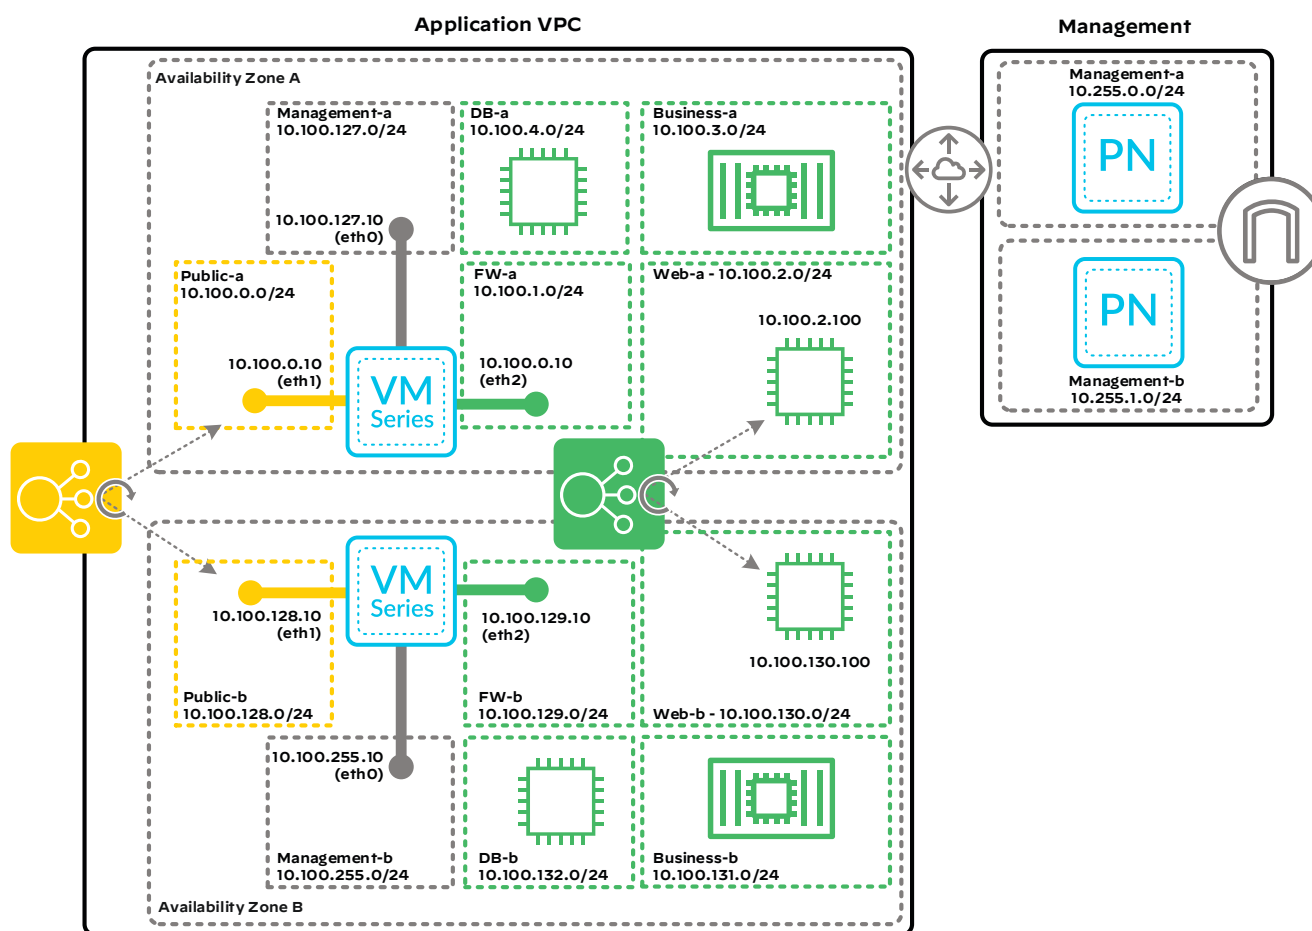 Application VPC
Management
Availability Zone A
Management-a
10.100.127.0/24
DB-a
10.100.4.0/24
Business-a
10.100.3.0/24
Management-a
10.255.0.0/24
PN
10.100.127.10
(eth0)
Public-a
10.100.0.0/24
FW-a
10.100.1.0/24
Web-a - 10.100.2.0/24
10.100.2.100
10.100.0.10
(eth1)
VM
Series
10.100.0.10
(eth2)
PN
Management-b
10.255.1.0/24
VM
Series
10.100.128.10
(eth1)
10.100.129.10
(eth2)
10.100.130.100
Public-b
10.100.128.0/24
FW-b
10.100.129.0/24
Web-b - 10.100.130.0/24
10.100.255.10
(eth0)
Management-b
10.100.255.0/24
DB-b
10.100.132.0/24
Business-b
10.100.131.0/24
Availability Zone B